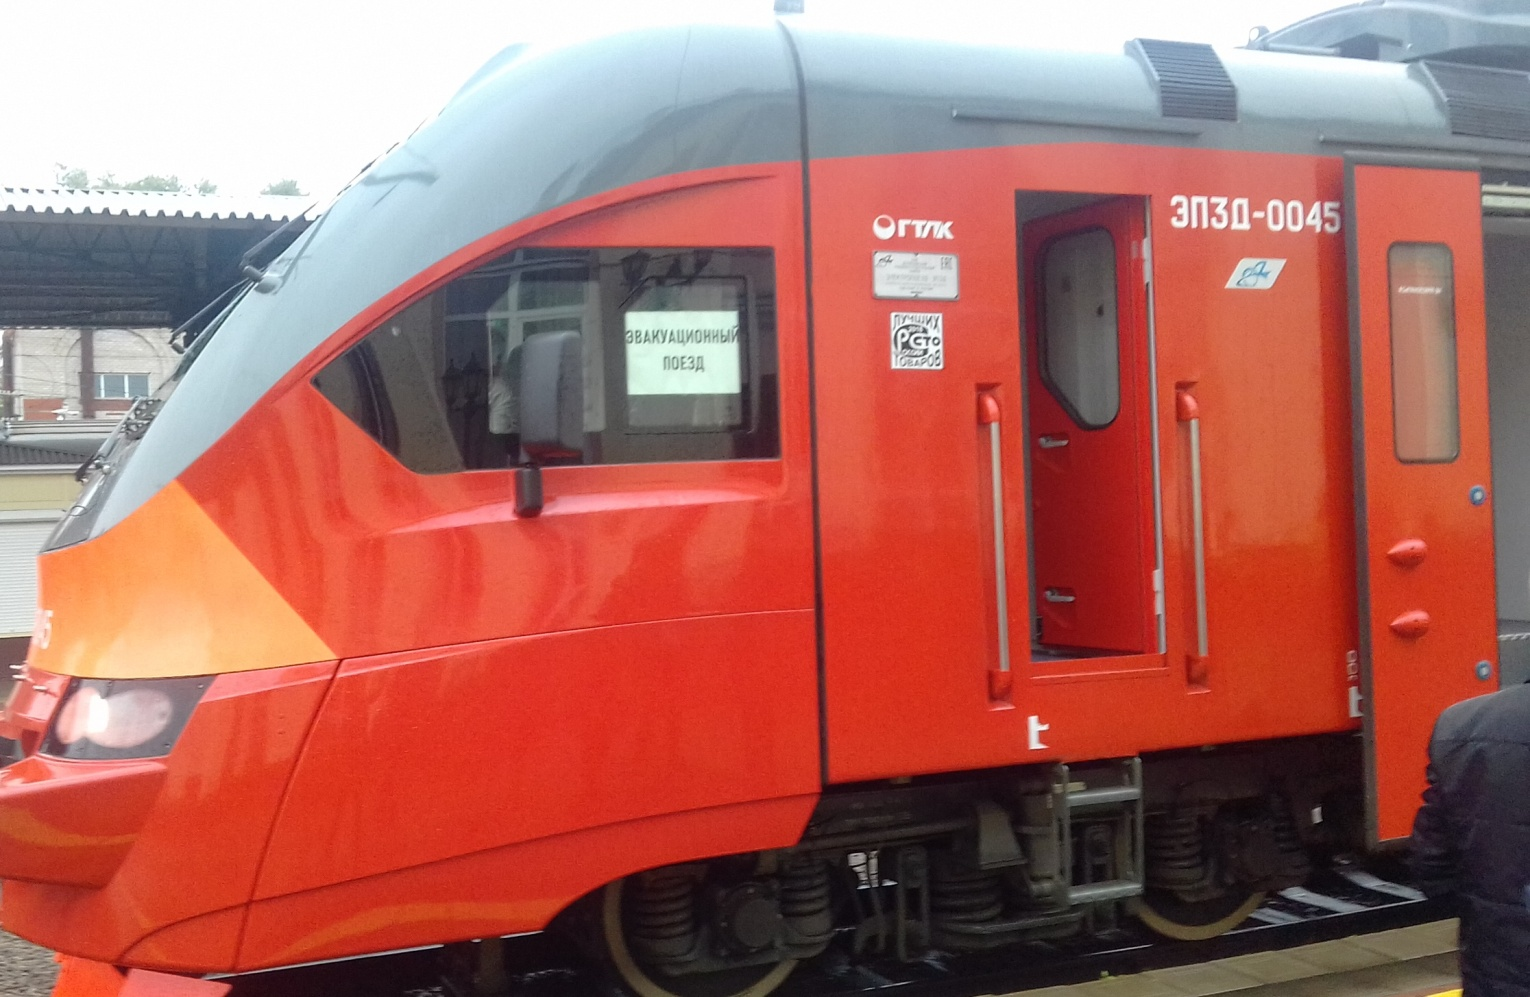 ГТЛК
ЭП3Д-0045
ЭВАКУАЦИОННЫЙ
ПОЕЗД
ЛУЧШИХ
ТОВАРОВ